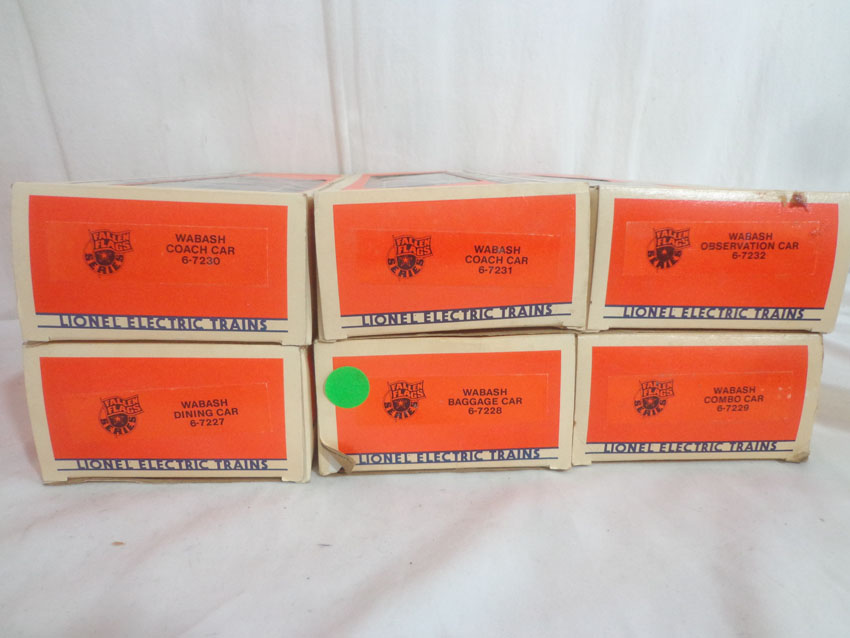 FALLEN
FLAGS
SERIES
WABASH
COACH CAR
6-7230
LIONEL ELECTRIC TRAINS
FALLEN
FLAGS
SERIES
WABASH
COACH CAR
6-7231
LIONEL ELECTRIC TRAINS
FALLEN
FLAGS
SERIES
WABASH
OBSERVATION CAR
6-7232
LIONEL ELECTRIC TRAINS
FALLEN
FLAGS
SERIES
WABASH
DINING CAR
6-7227
LIONEL ELECTRIC TRAINS
FALLEN
FLAGS
SERIES
WABASH
BAGGAGE CAR
6-7228
LIONEL ELECTRIC TRAINS
FALLEN
FLAGS
SERIES
WABASH
COMBO CAR
6-7229
LIONEL ELECTRIC TRAINS